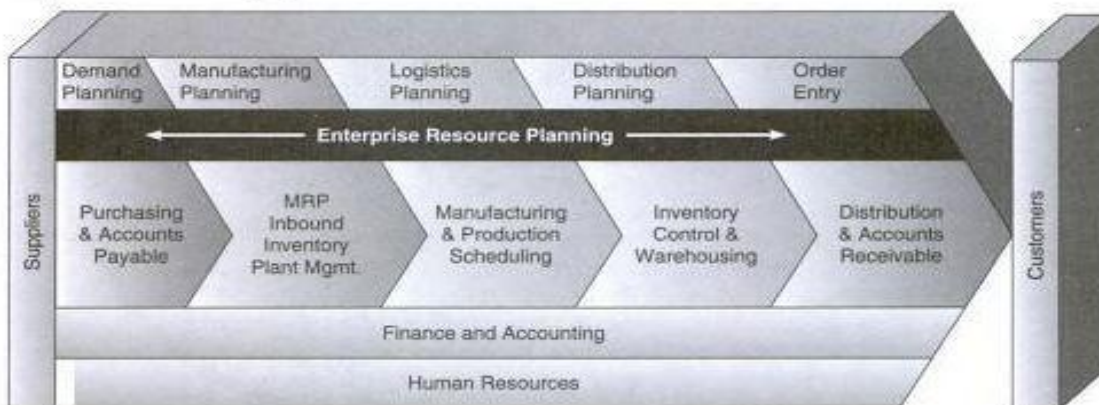 Suppliers
Demand
Planning
Manufacturing
Planning
Logistics
Planning
Distribution
Planning
Order
Entry
Enterprise Resource Planning
Purchasing
& Accounts
Payable
MRP
Inbound
Inventory
Plant Mgmt.
Manufacturing
& Production
Scheduling
Inventory
Control &
Warehousing
Distribution
& Accounts
Receivable
Finance and Accounting
Human Resources
Customers